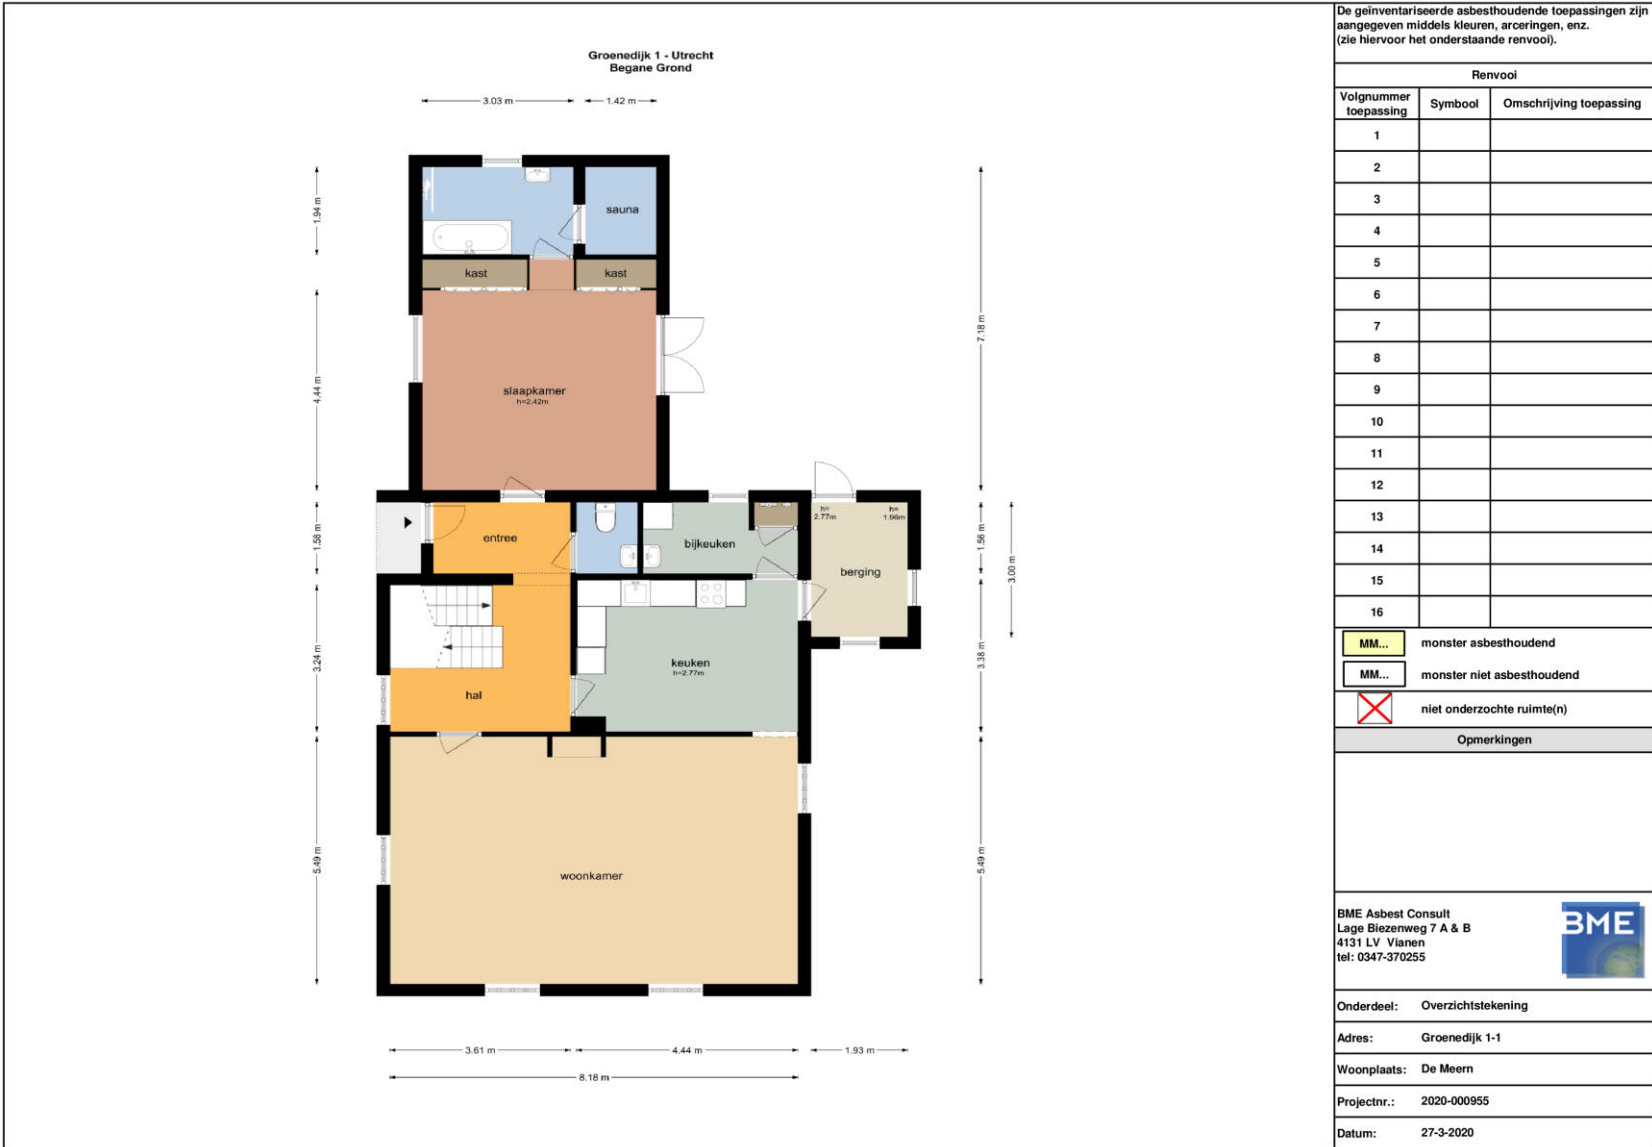 Groenedijk 1 - Utrecht
Begane Grond
3.03 m
1.42 m
1.94 m
4.44 m
1.58 m
3.24 m
5.49 m
7.18 m
1.56 m
3.00 m
3.38 m
5.49 m
sauna
kast
kast
slaapkamer
h=2.42m
entree
bijkeuken
h=
2.77m
h=
1.96m
berging
keuken
h=2.77m
hal
woonkamer
3.61 m
4.44 m
1.93 m
8.18 m
De geïnventariseerde asbesthoudende toepassingen zijn
aangegeven middels kleuren, arceringen, enz.
(zie hiervoor het onderstaande renvooi).
Renvooi
Volgnummer
toepassing
Symbool
Omschrijving toepassing
1
2
3
4
5
6
7
8
9
10
11
12
13
14
15
16
MM... monster asbesthoudend
MM... monster niet asbesthoudend
niet onderzochte ruimte(n)
Opmerkingen
BME Asbest Consult
Lage Biezenweg 7 A & B
4131 LV Vianen
tel: 0347-370255
BME
Onderdeel: Overzichtstekening
Adres: Groenedijk 1-1
Woonplaats: De Meern
Projectnr.: 2020-000955
Datum: 27-3-2020